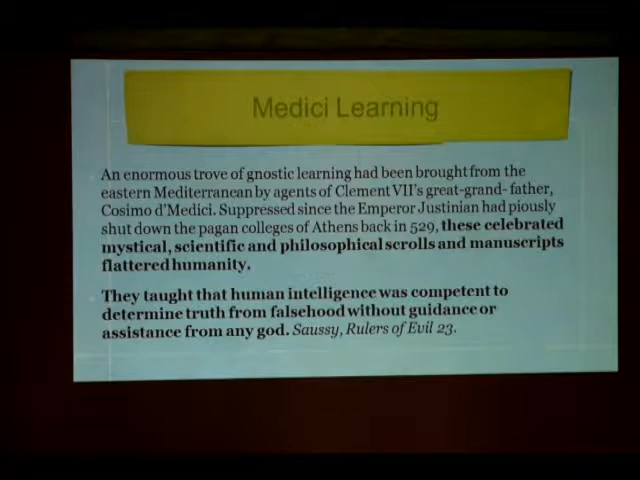 Medici Learning
An enormous trove of gnostic learning had been brought from the
eastern Mediterranean by agents of Clement VII's great-grand- father,
Cosimo d'Medici. Suppressed since the Emperor Justinian had piously
shut down the pagan colleges of Athens back in 529, these celebrated
mystical, scientific and philosophical scrolls and manuscripts
flattered humanity.
They taught that human intelligence was competent to
determine truth from falsehood without guidance or
assistance from any god. Saussy, Rulers of Evil 23.